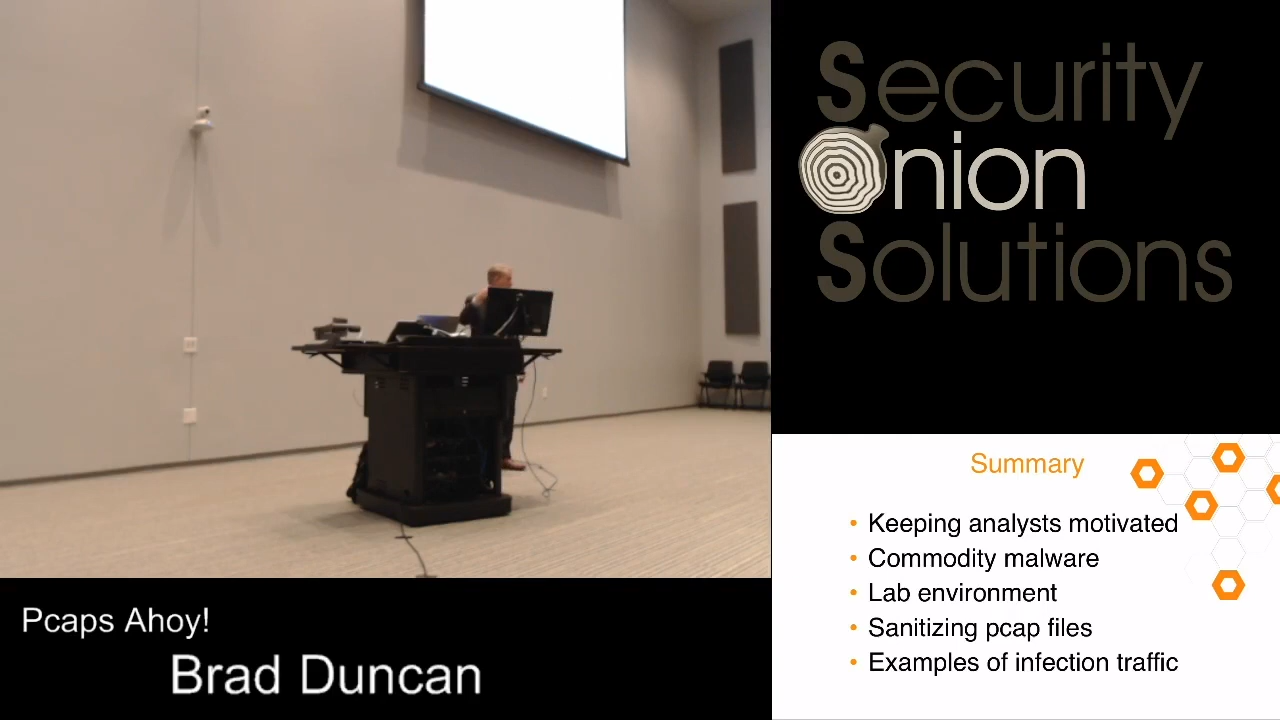 Security
Onion
Solutions
Summary
• Keeping analysts motivated
• Commodity malware
• Lab environment
• Sanitizing pcap files
• Examples of infection traffic
Pcaps Ahoy!
Brad Duncan